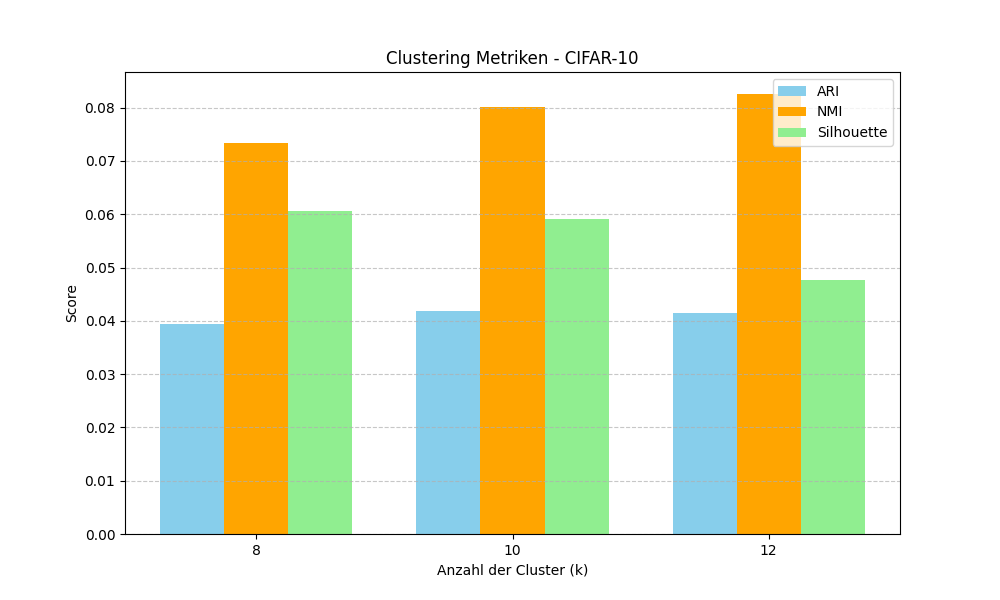 Clustering Metriken - CIFAR-10
ARI
NMI
Silhouette
Score
0.08
0.07
0.06
0.05
0.04
0.03
0.02
0.01
0.00
8
10
12
Anzahl der Cluster (k)